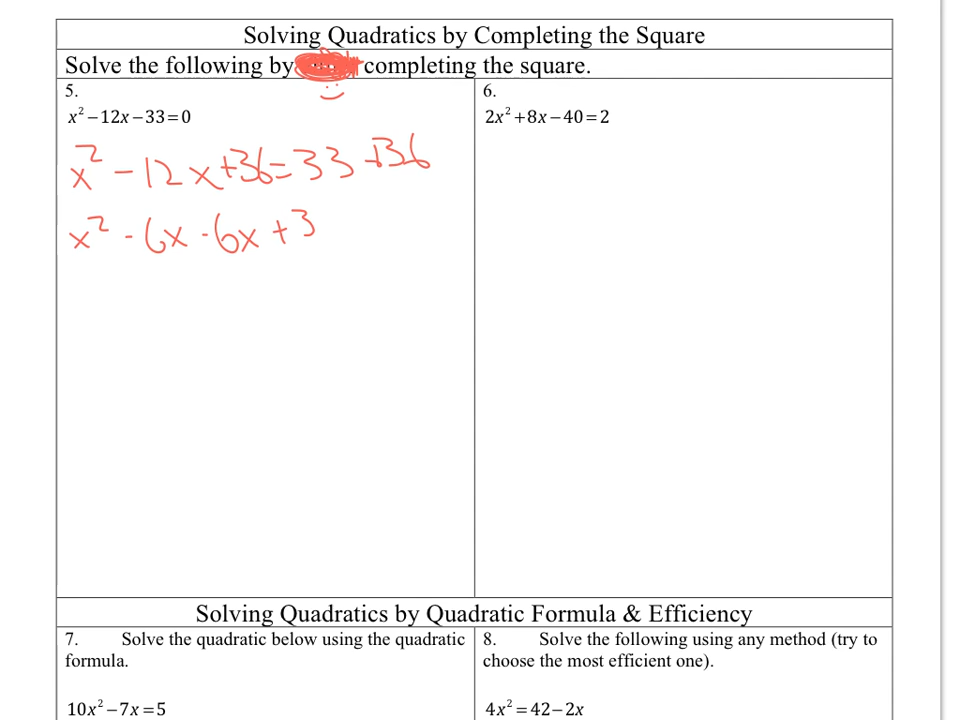 Solving Quadratics by Completing the Square
Solve the following by completing the square.
5.
x² − 12x − 33 = 0
x² - 12x + 36 = 33 + 36
x² - 6x - 6x + 3
6.
2x² + 8x − 40 = 2
Solving Quadratics by Quadratic Formula & Efficiency
7. Solve the quadratic below using the quadratic
formula.
10x² − 7x = 5
8. Solve the following using any method (try to
choose the most efficient one).
4x² = 42 − 2x